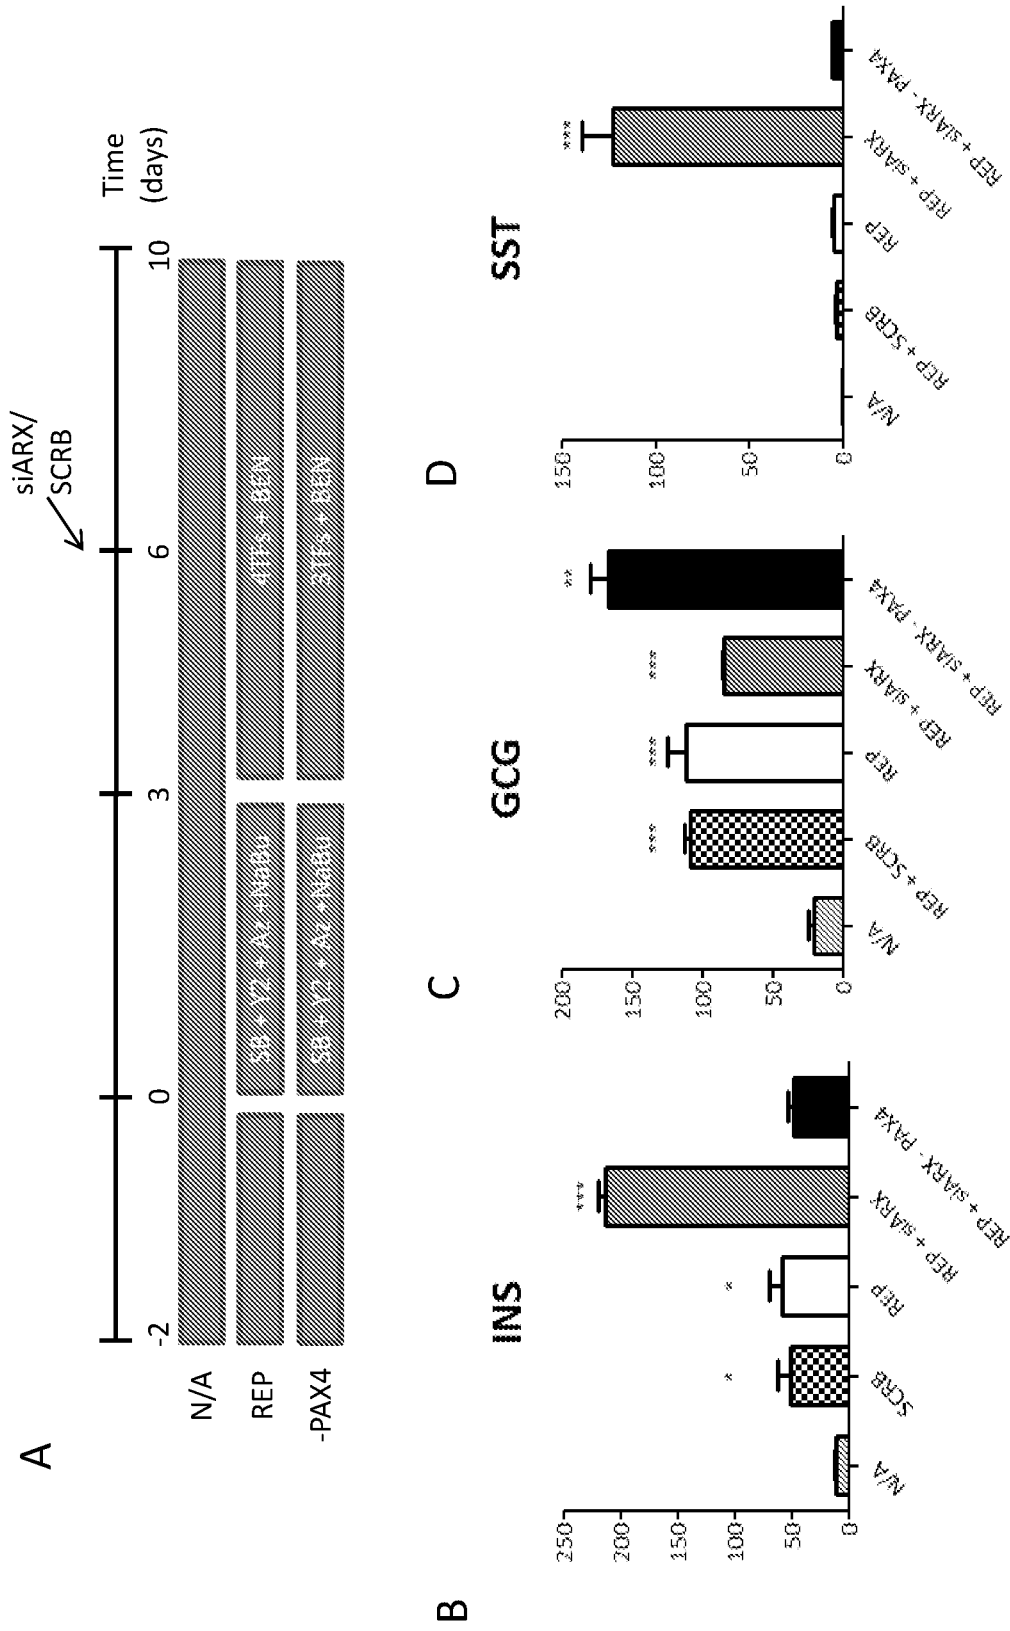 A
siARX/
SCRB
Time
(days)
-2
0
3
6
10
N/A
REP
SB + Y2 + Az +NaBu
4TFs + BEN
-PAX4
SB + Y2 + Az +NaBu
3TFs + BEN
B
INS
250
200
150
100
50
0
***
*
*
N/A
SCRB
REP
REP + siARX
REP + siARX - PAX4
C
GCG
200
150
100
50
0
***
***
***
**
N/A
REP + SCRB
REP
REP + siARX
REP + siARX - PAX4
D
SST
150
100
50
0
***
N/A
REP + SCRB
REP
REP + siARX
REP + siARX - PAX4